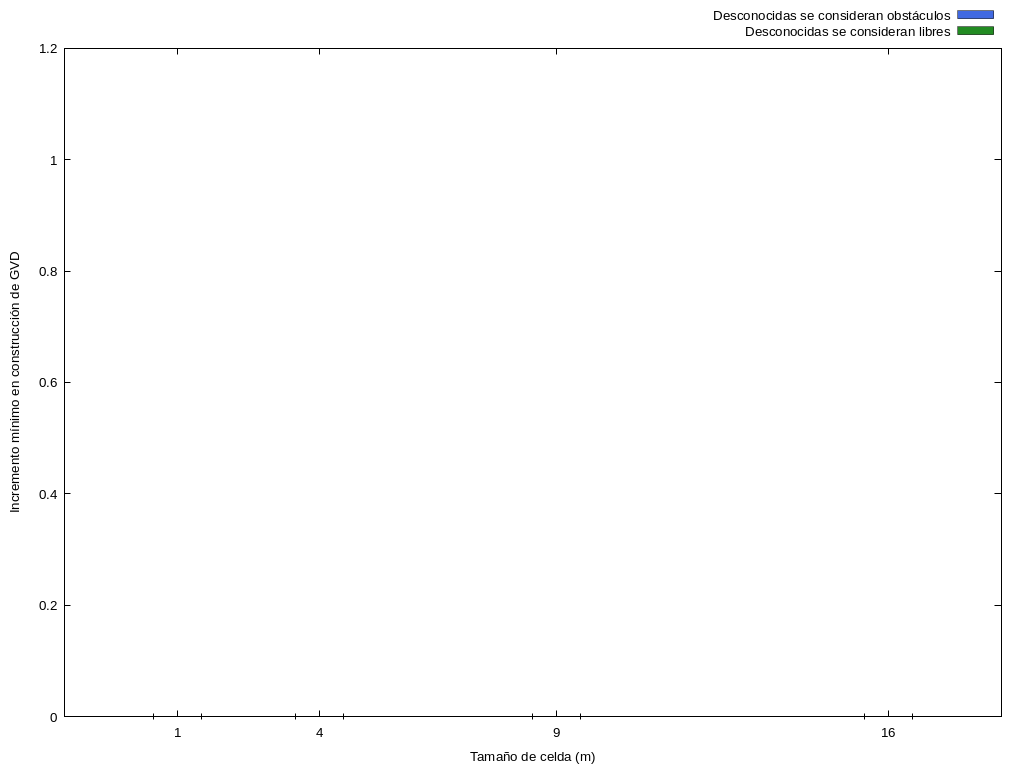 Desconocidas se consideran obstáculos
Desconocidas se consideran libres
1.2
1
0.8
0.6
0.4
0.2
0
Incremento mínimo en construcción de GVD
1 4 9 16
Tamaño de celda (m)